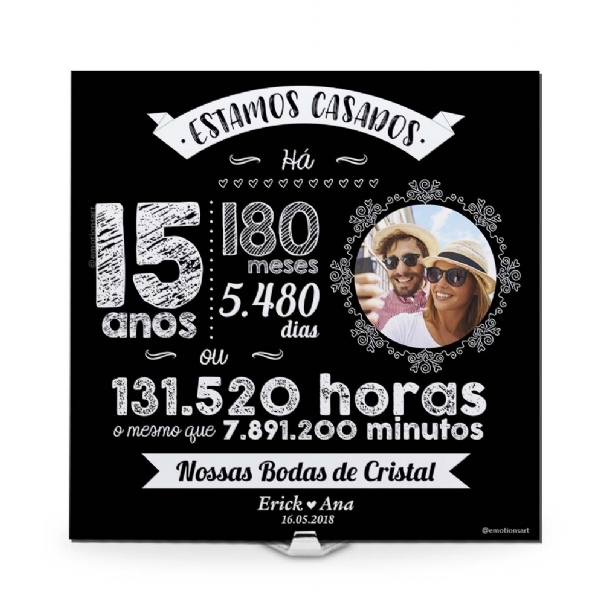 ESTAMOS CASADOS
Há
15 anos
180 meses
5.480 dias
ou
131.520 horas
o mesmo que 7.891.200 minutos
Nossas Bodas de Cristal
Erick ♥ Ana
16.05.2018
@emotionsart
@emotionsart